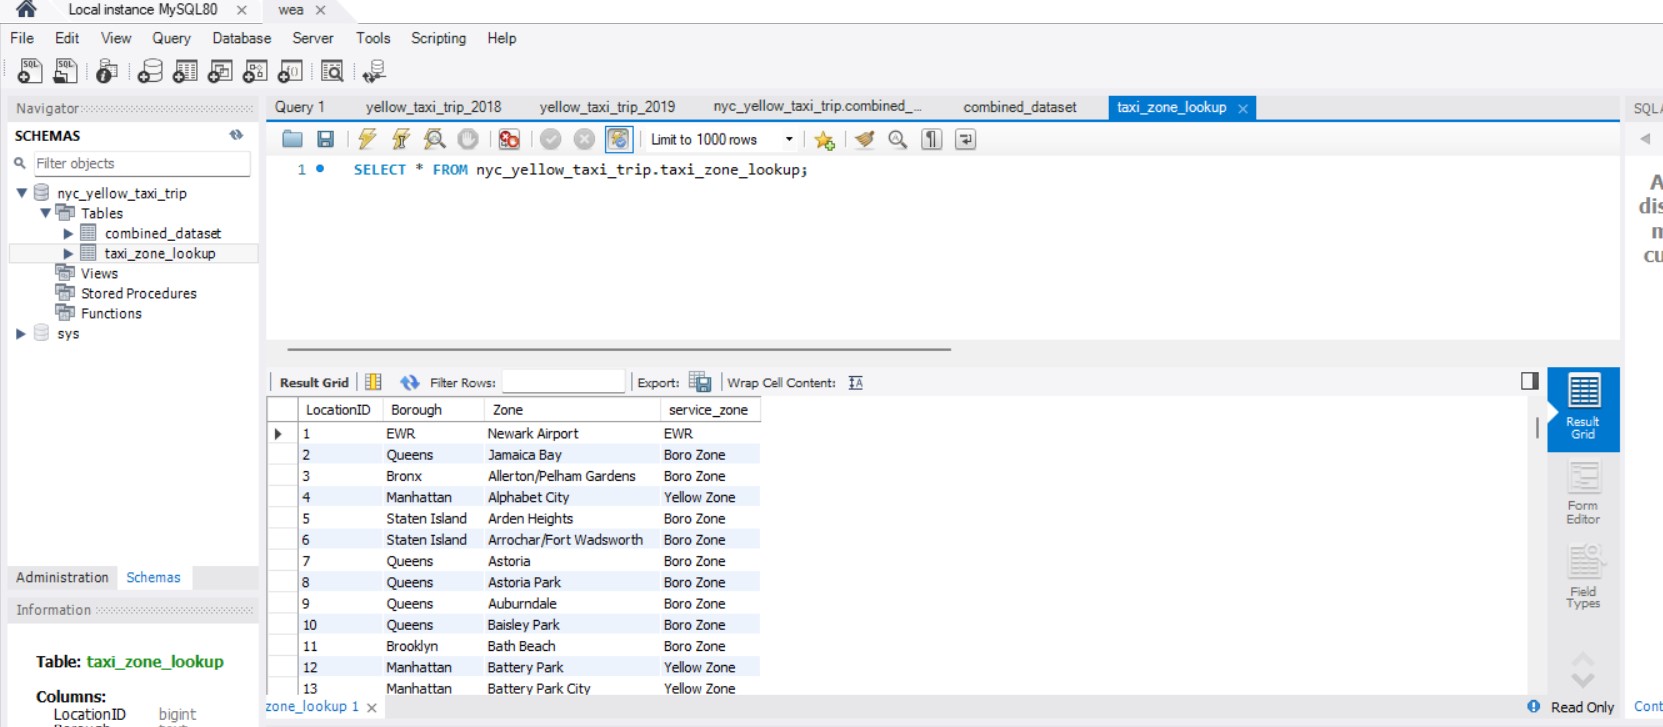 Local instance MySQL80
wea
File Edit View Query Database Server Tools Scripting Help
Navigator
SCHEMAS
Filter objects
nyc_yellow_taxi_trip
Tables
combined_dataset
taxi_zone_lookup
Views
Stored Procedures
Functions
sys
Administration Schemas
Information
Table: taxi_zone_lookup
Columns:
LocationID bigint
Query 1 yellow_taxi_trip_2018 yellow_taxi_trip_2019 nyc_yellow_taxi_trip.combined_... combined_dataset taxi_zone_lookup
Limit to 1000 rows
1 SELECT * FROM nyc_yellow_taxi_trip.taxi_zone_lookup;
Result Grid Filter Rows: Export: Wrap Cell Content:
LocationID Borough Zone service_zone
1 EWR Newark Airport EWR
2 Queens Jamaica Bay Boro Zone
3 Bronx Allerton/Pelham Gardens Boro Zone
4 Manhattan Alphabet City Yellow Zone
5 Staten Island Arden Heights Boro Zone
6 Staten Island Arrochar/Fort Wadsworth Boro Zone
7 Queens Astoria Boro Zone
8 Queens Astoria Park Boro Zone
9 Queens Auburndale Boro Zone
10 Queens Baisley Park Boro Zone
11 Brooklyn Bath Beach Boro Zone
12 Manhattan Battery Park Yellow Zone
13 Manhattan Battery Park City Yellow Zone
zone_lookup 1
Result
Grid
Form
Editor
Field
Types
Read Only
SQL
A
dis
cu
Cont